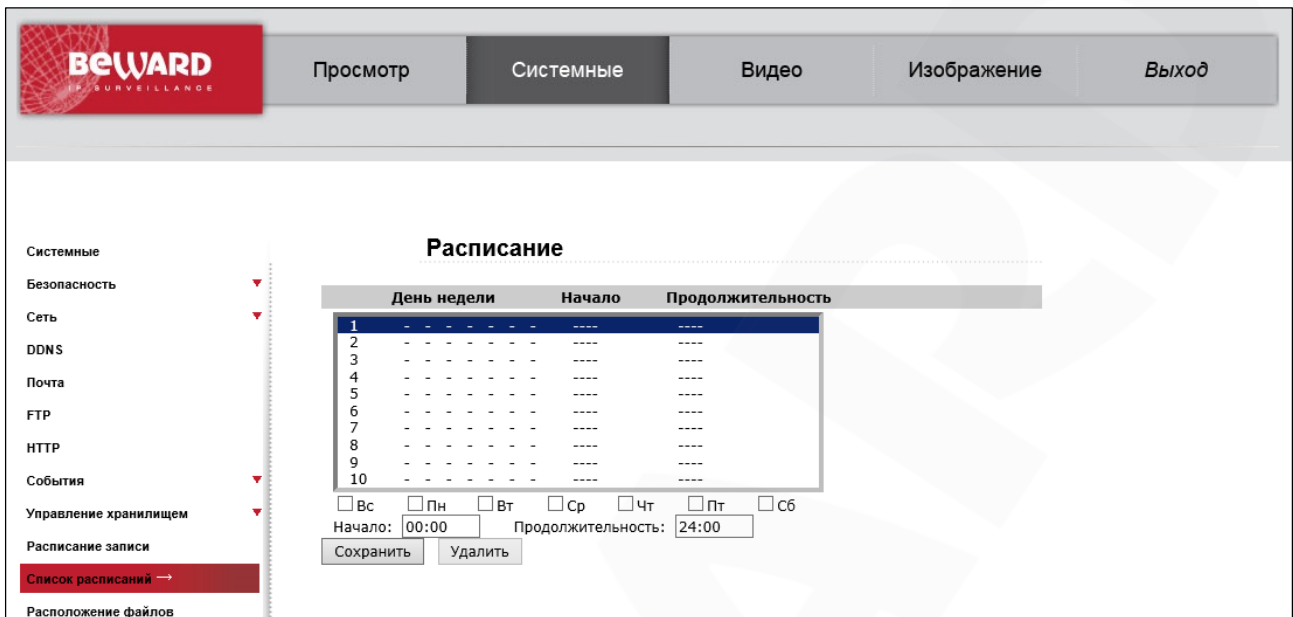 BEWARD
IP SURVEILLANCE
Просмотр Системные Видео Изображение Выход
Расписание
Системные
Безопасность
Сеть
DDNS
Почта
FTP
HTTP
События
Управление хранилищем
Расписание записи
Список расписаний →
Расположение файлов
День недели Начало Продолжительность
1 - - - - - - - ---- ----
2 - - - - - - - ---- ----
3 - - - - - - - ---- ----
4 - - - - - - - ---- ----
5 - - - - - - - ---- ----
6 - - - - - - - ---- ----
7 - - - - - - - ---- ----
8 - - - - - - - ---- ----
9 - - - - - - - ---- ----
10 - - - - - - - ---- ----
Вс Пн Вт Ср Чт Пт Сб
Начало: 00:00 Продолжительность: 24:00
Сохранить Удалить